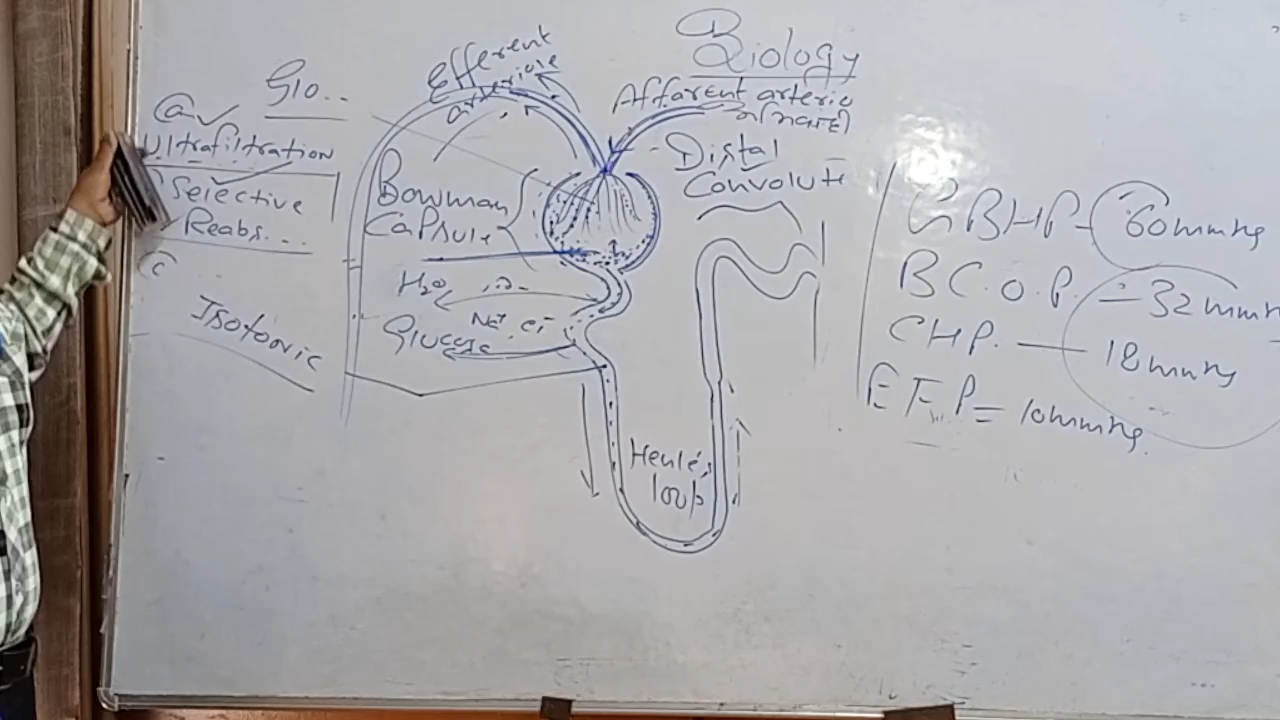 Biology
Efferent
arteriole
Afferent arterio
Glo..
a
Ultrafiltration
Selective
Reabs...
c
Isotonic
Distal
Convolute
Bowman
Capsule
H2o
Na+ cl-
Glucose
Henle's
loop
GBHP - 60mmHg
BC.O.P. = 32mmH
CHP. — 18mmHg
EFP = 10mmHg